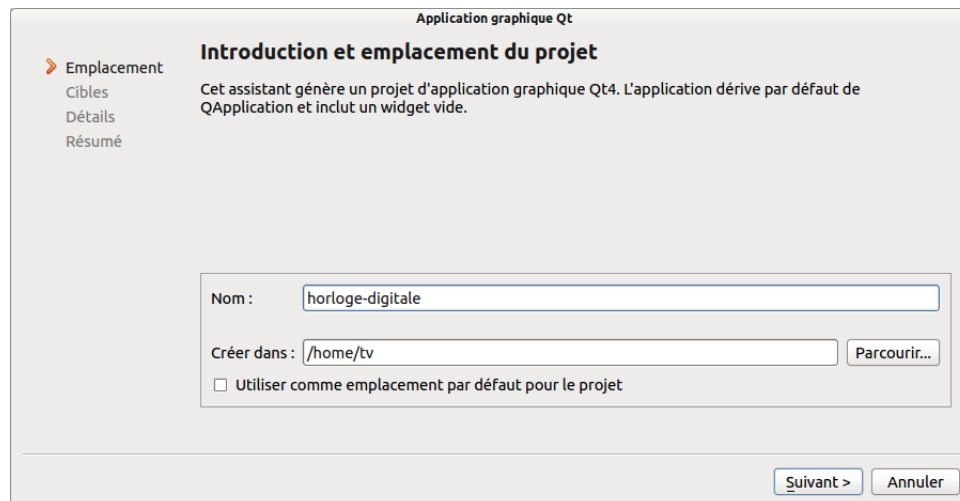 Application graphique Qt
Emplacement
Cibles
Détails
Résumé
Introduction et emplacement du projet
Cet assistant génère un projet d'application graphique Qt4. L'application dérive par défaut de
QApplication et inclut un widget vide.
Nom : horloge-digitale
Créer dans : /home/tv Parcourir...
Utiliser comme emplacement par défaut pour le projet
Suivant > Annuler